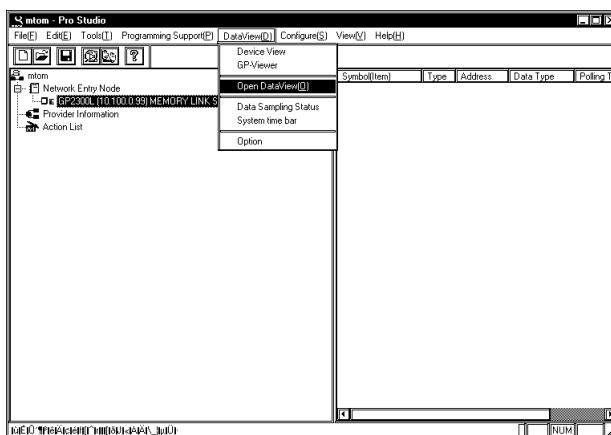 mtom - Pro Studio
File(F) Edit(E) Tools(T) Programming Support(P) DataView(D) Configure(S) View(V) Help(H)
Device View
GP-Viewer
Open DataView(O)
Data Sampling Status
System time bar
Option
mtom
Network Entry Node
GP2300L (10.100.0.99) MEMORY LINK S
Provider Information
Action List
Symbol(Item) Type Address Data Type Polling T
NUM